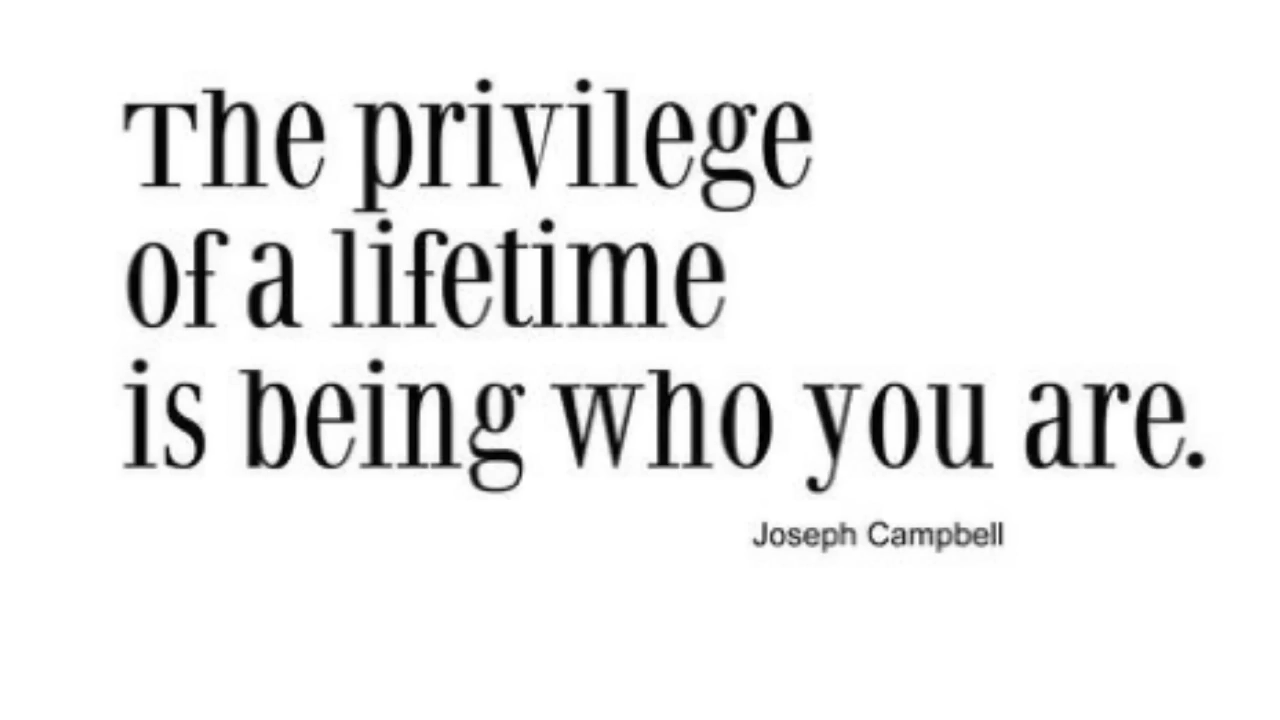 The privilege
of a lifetime
is being who you are.
Joseph Campbell